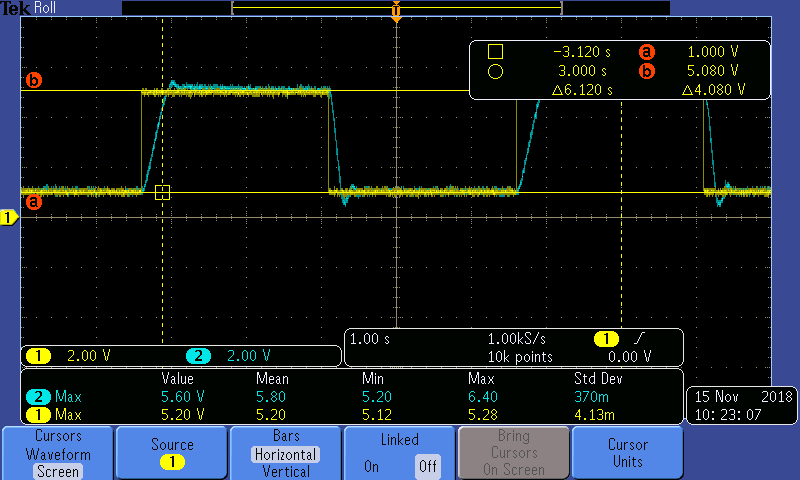 Tek Roll
T
-3.120 s a 1.000 V
3.000 s b 5.080 V
Δ6.120 s Δ4.080 V
b
a
1
1 2.00 V 2 2.00 V
1.00 s 1.00kS/s 1
10k points 0.00 V
Value Mean Min Max Std Dev
2 Max 5.60 V 5.80 5.20 6.40 370m
1 Max 5.20 V 5.20 5.12 5.28 4.13m
15 Nov 2018
10:23:07
Cursors
Waveform
Screen
Source
1
Bars
Horizontal
Vertical
Linked
On Off
Bring
Cursors
On Screen
Cursor
Units